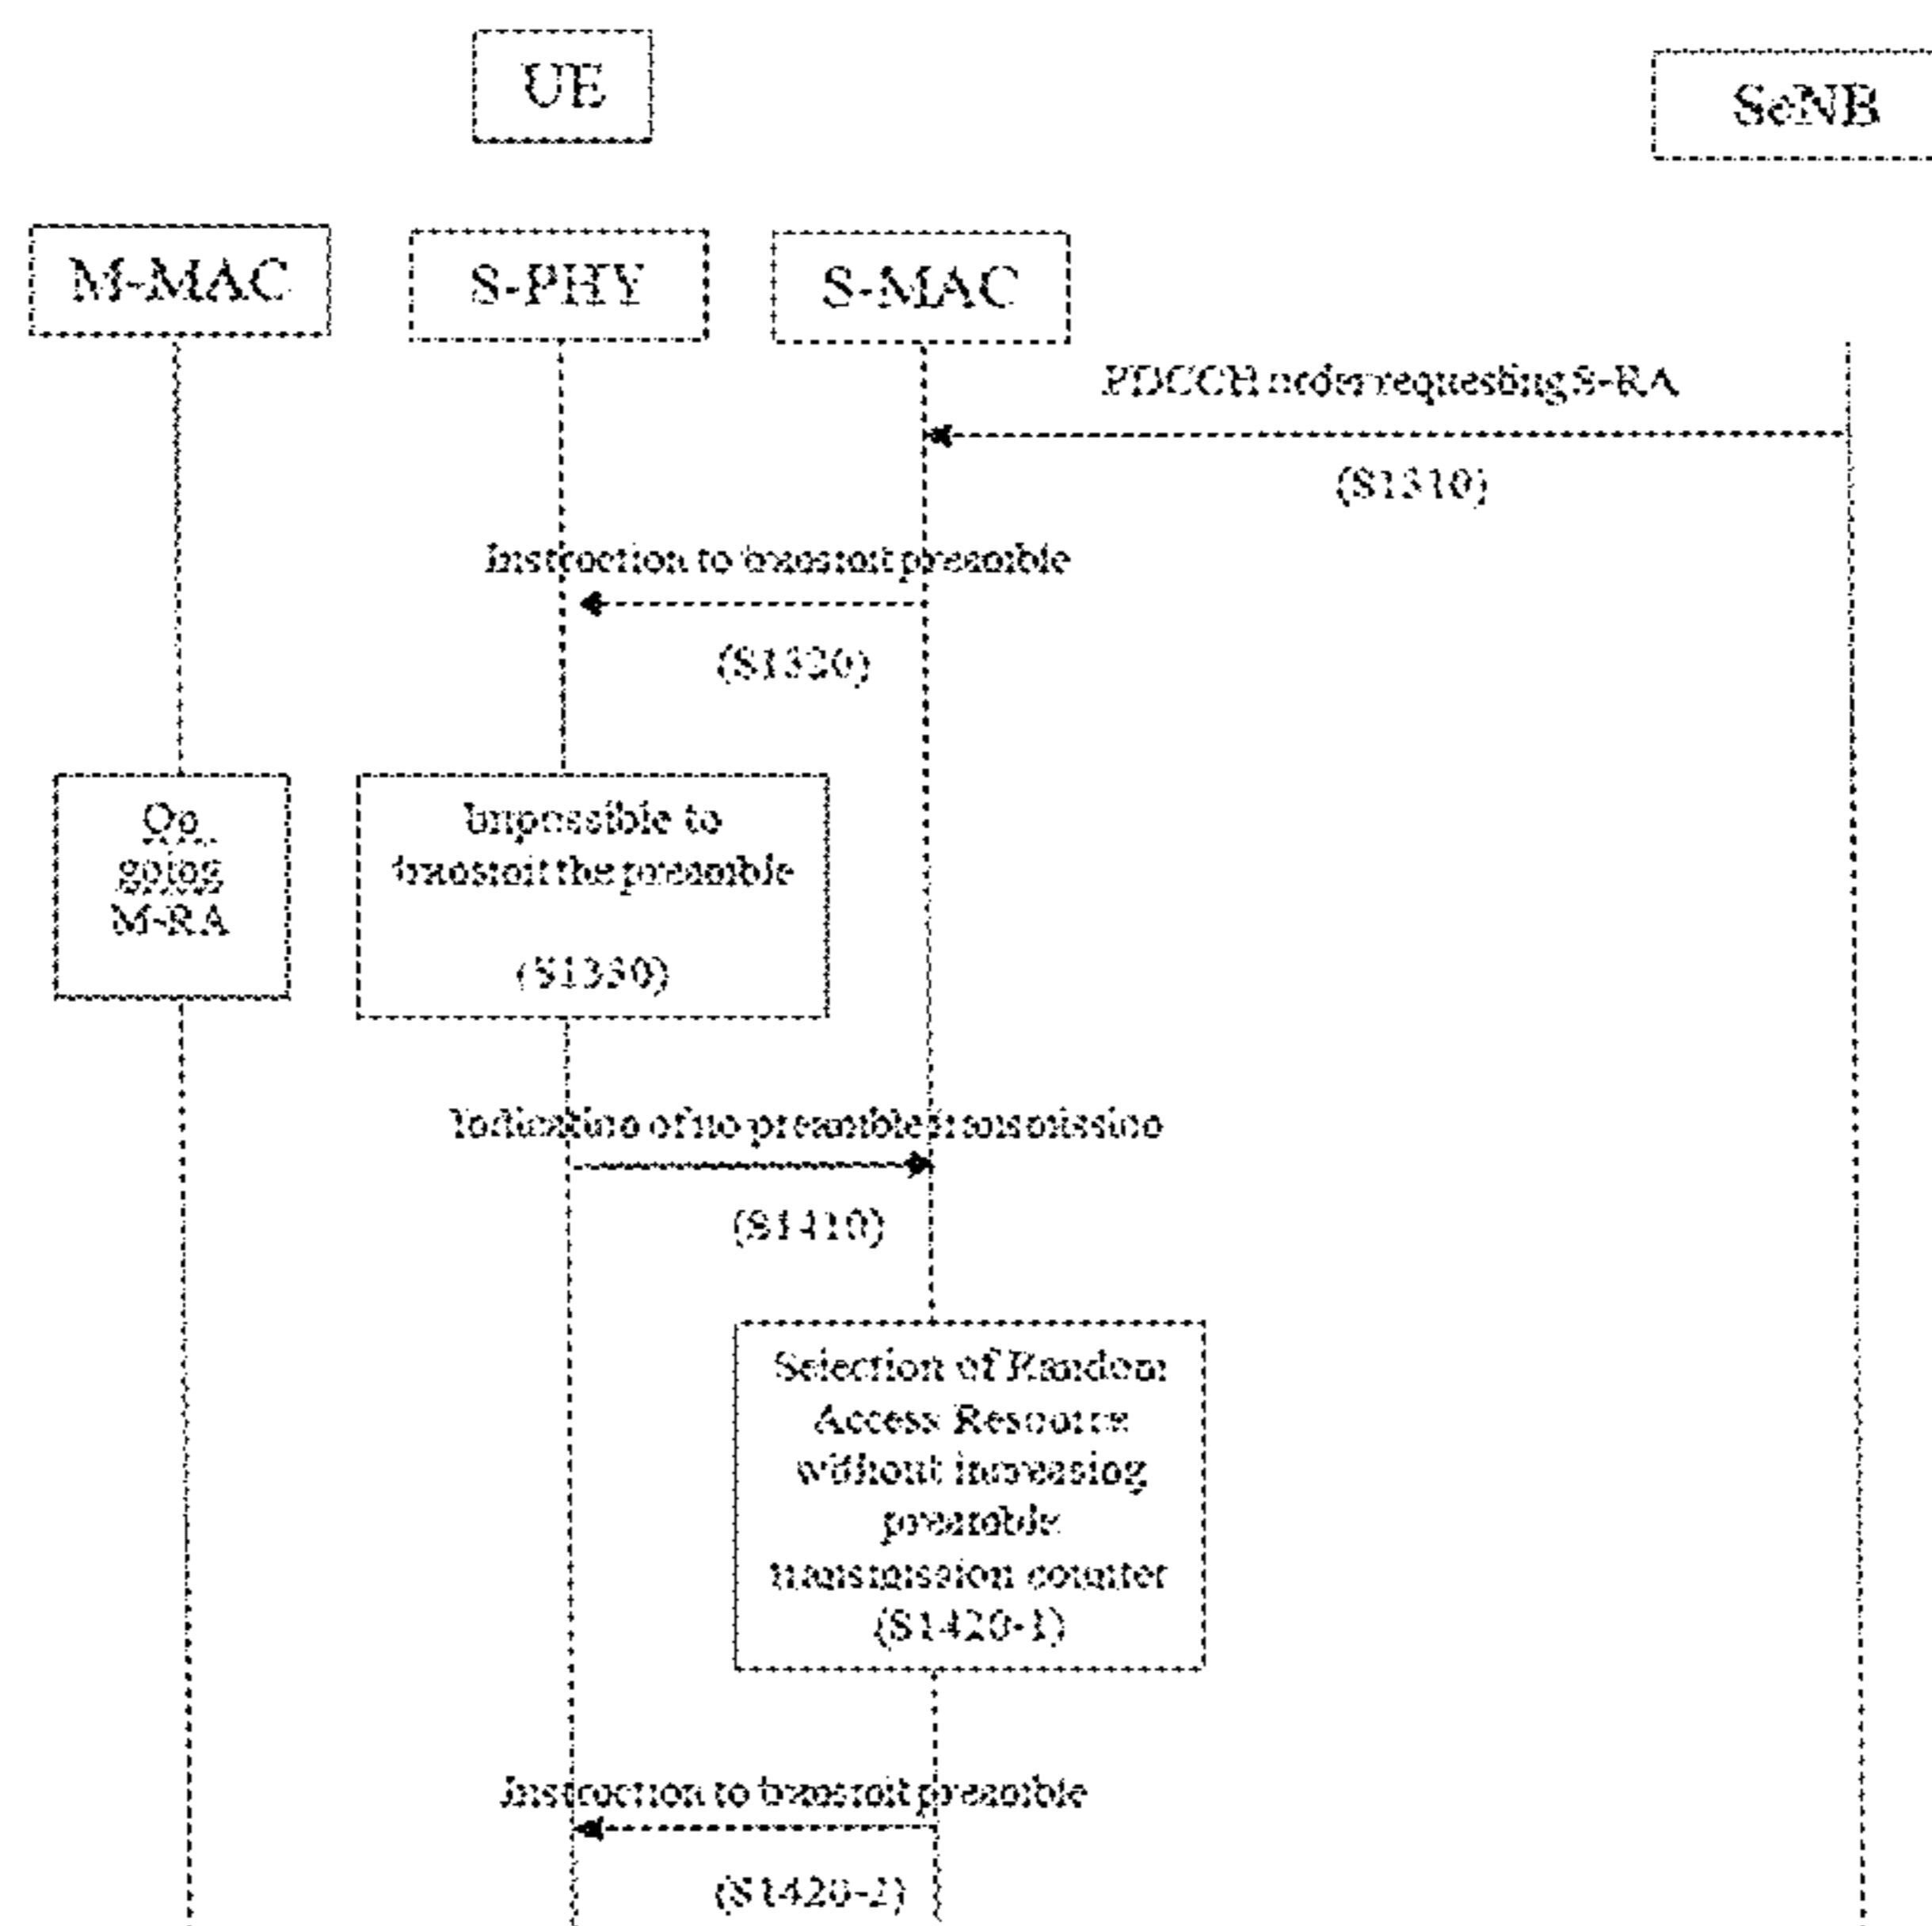 UE
SeNB
M-MAC
S-PHY
S-MAC
PDCCH order requesting S-RA
(S1310)
Instruction to transmit preamble
(S1320)
On
going
M-RA
Impossible to
transmit the preamble
(S1330)
Indication of no preamble transmission
(S1410)
Selection of Random
Access Resource
without increasing
preamble
transmission counter
(S1420-1)
Instruction to transmit preamble
(S1420-2)